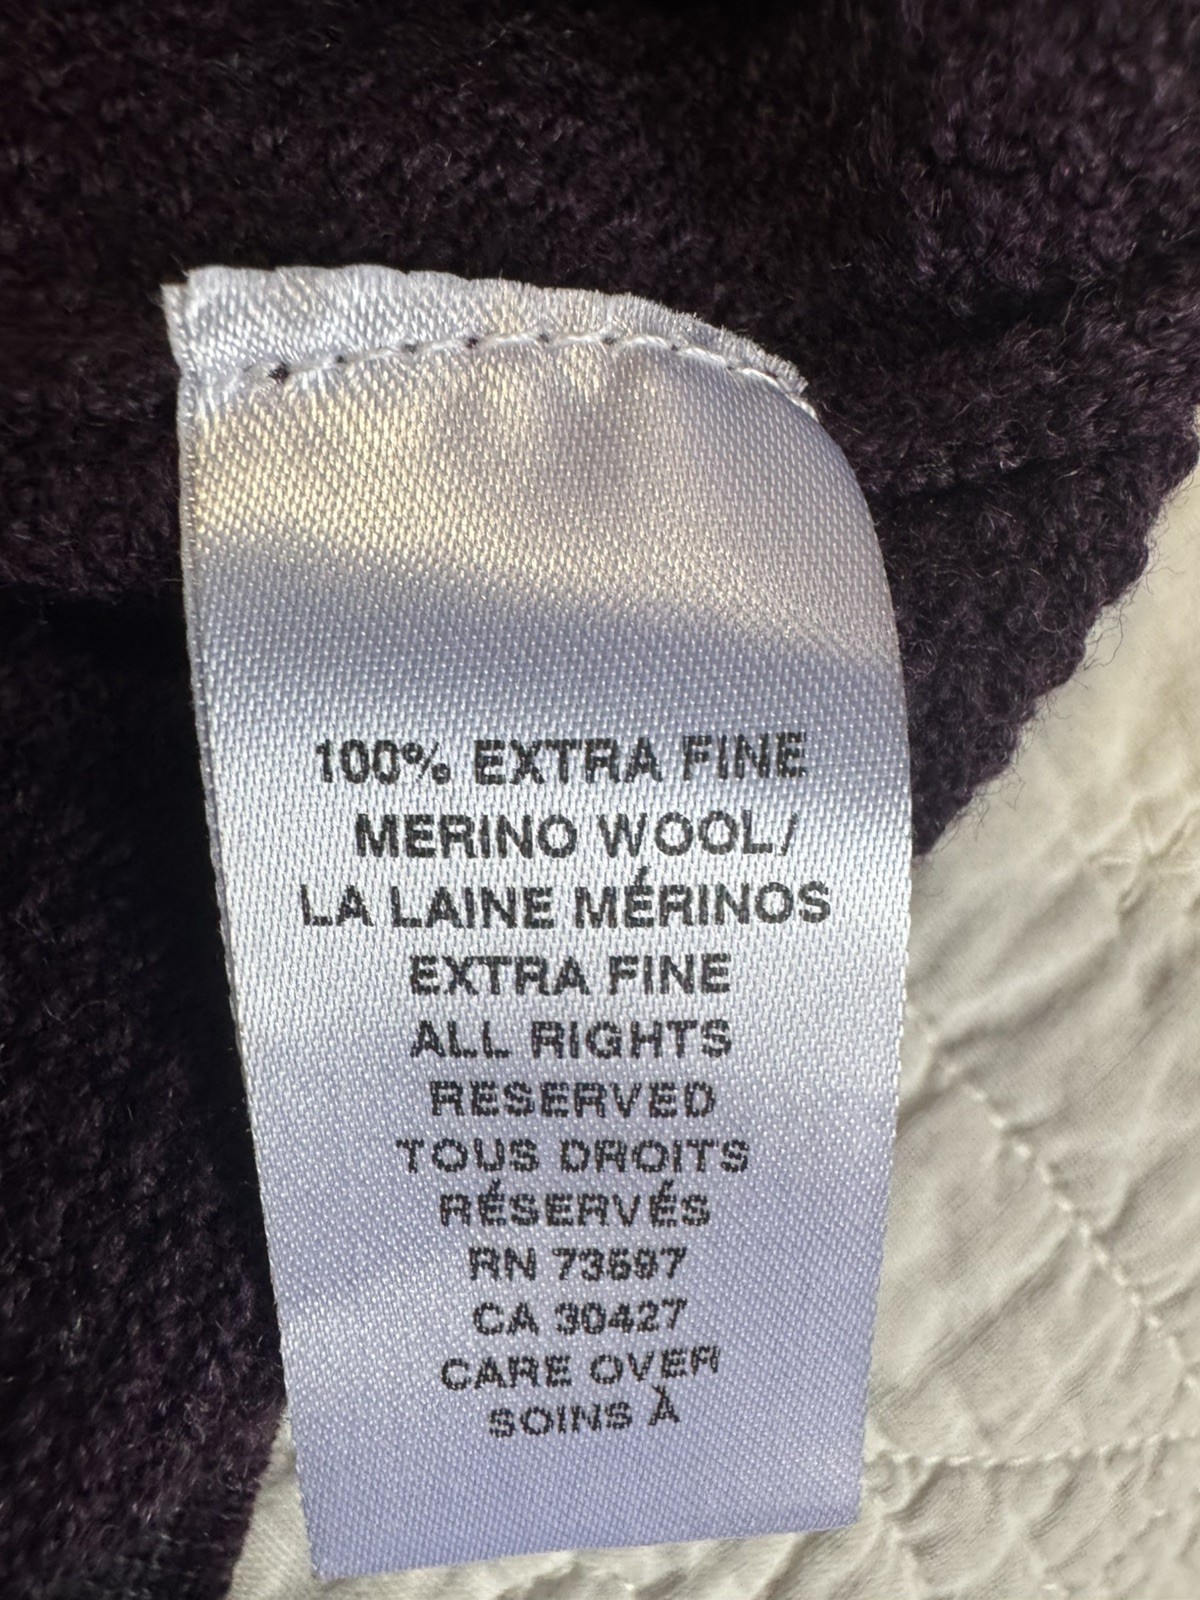 100% EXTRA FINE
MERINO WOOL/
LA LAINE MÉRINOS
EXTRA FINE
ALL RIGHTS
RESERVED
TOUS DROITS
RÉSERVÉS
RN 73697
CA 30427
CARE OVER
SOINS À